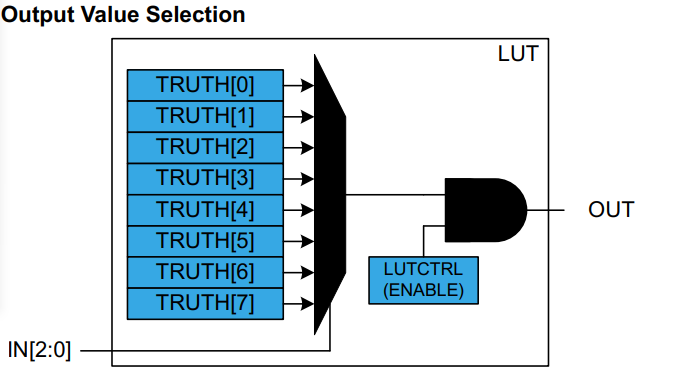 Output Value Selection
LUT
TRUTH[0]
TRUTH[1]
TRUTH[2]
TRUTH[3]
TRUTH[4]
TRUTH[5]
TRUTH[6]
TRUTH[7]
OUT
LUTCTRL
(ENABLE)
IN[2:0]